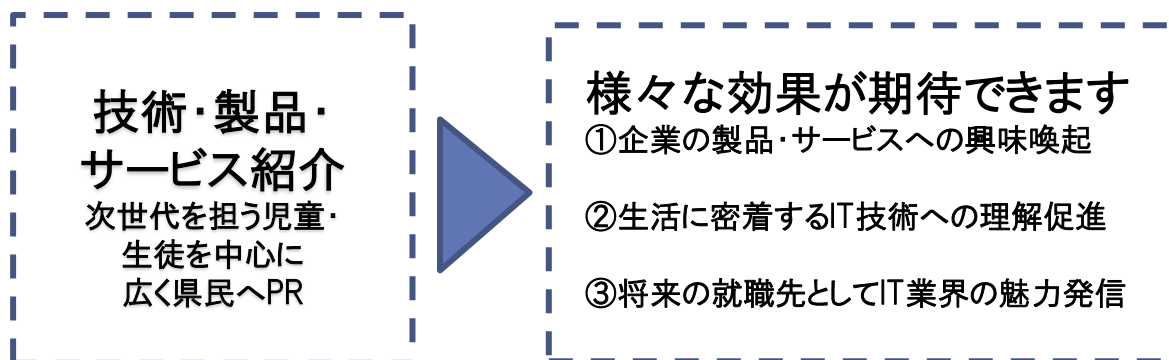 技術・製品・
サービス紹介
次世代を担う児童・
生徒を中心に
広く県民へPR
様々な効果が期待できます
①企業の製品・サービスへの興味喚起
②生活に密着するIT技術への理解促進
③将来の就職先としてIT業界の魅力発信